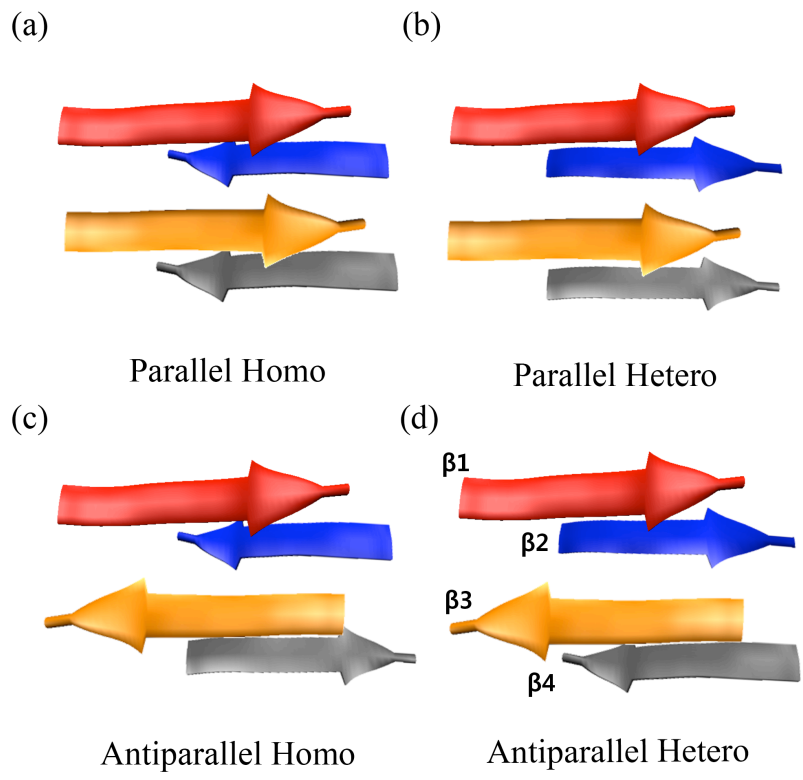 (a)
(b)
Parallel Homo
Parallel Hetero
(c)
(d)
β1
β2
β3
β4
Antiparallel Homo
Antiparallel Hetero